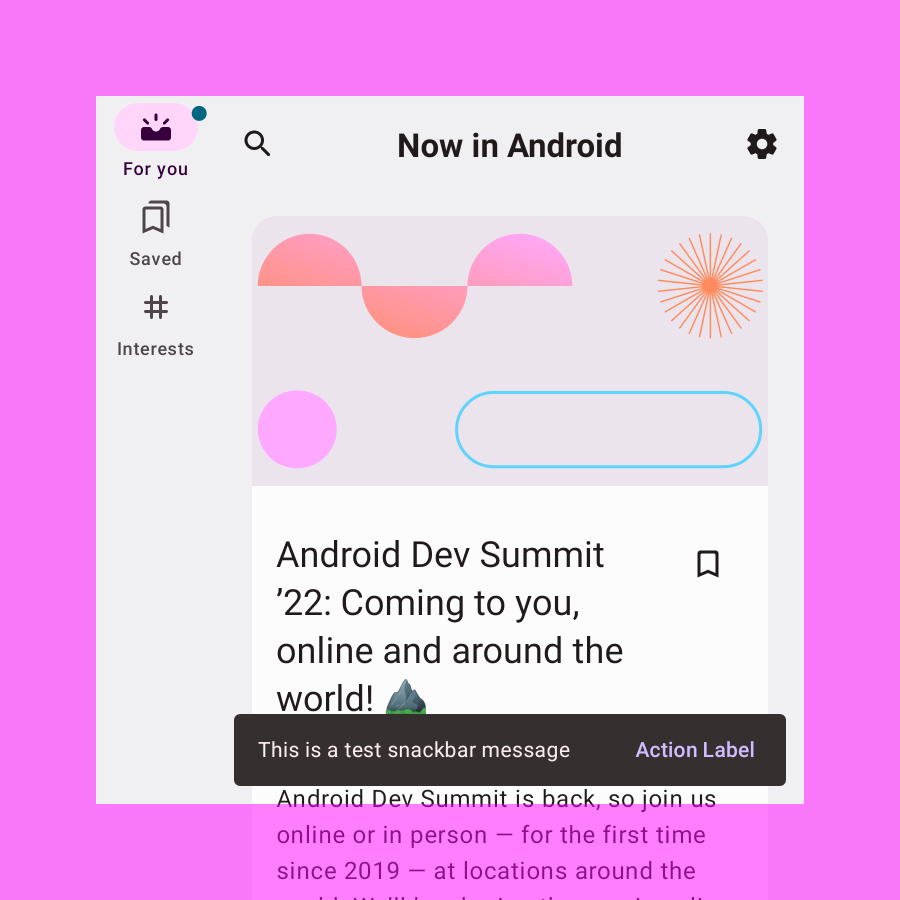 For you
Saved
Interests
Now in Android
Android Dev Summit
’22: Coming to you,
online and around the
world!
This is a test snackbar message
Action Label
Android Dev Summit is back, so join us
online or in person — for the first time
since 2019 — at locations around the